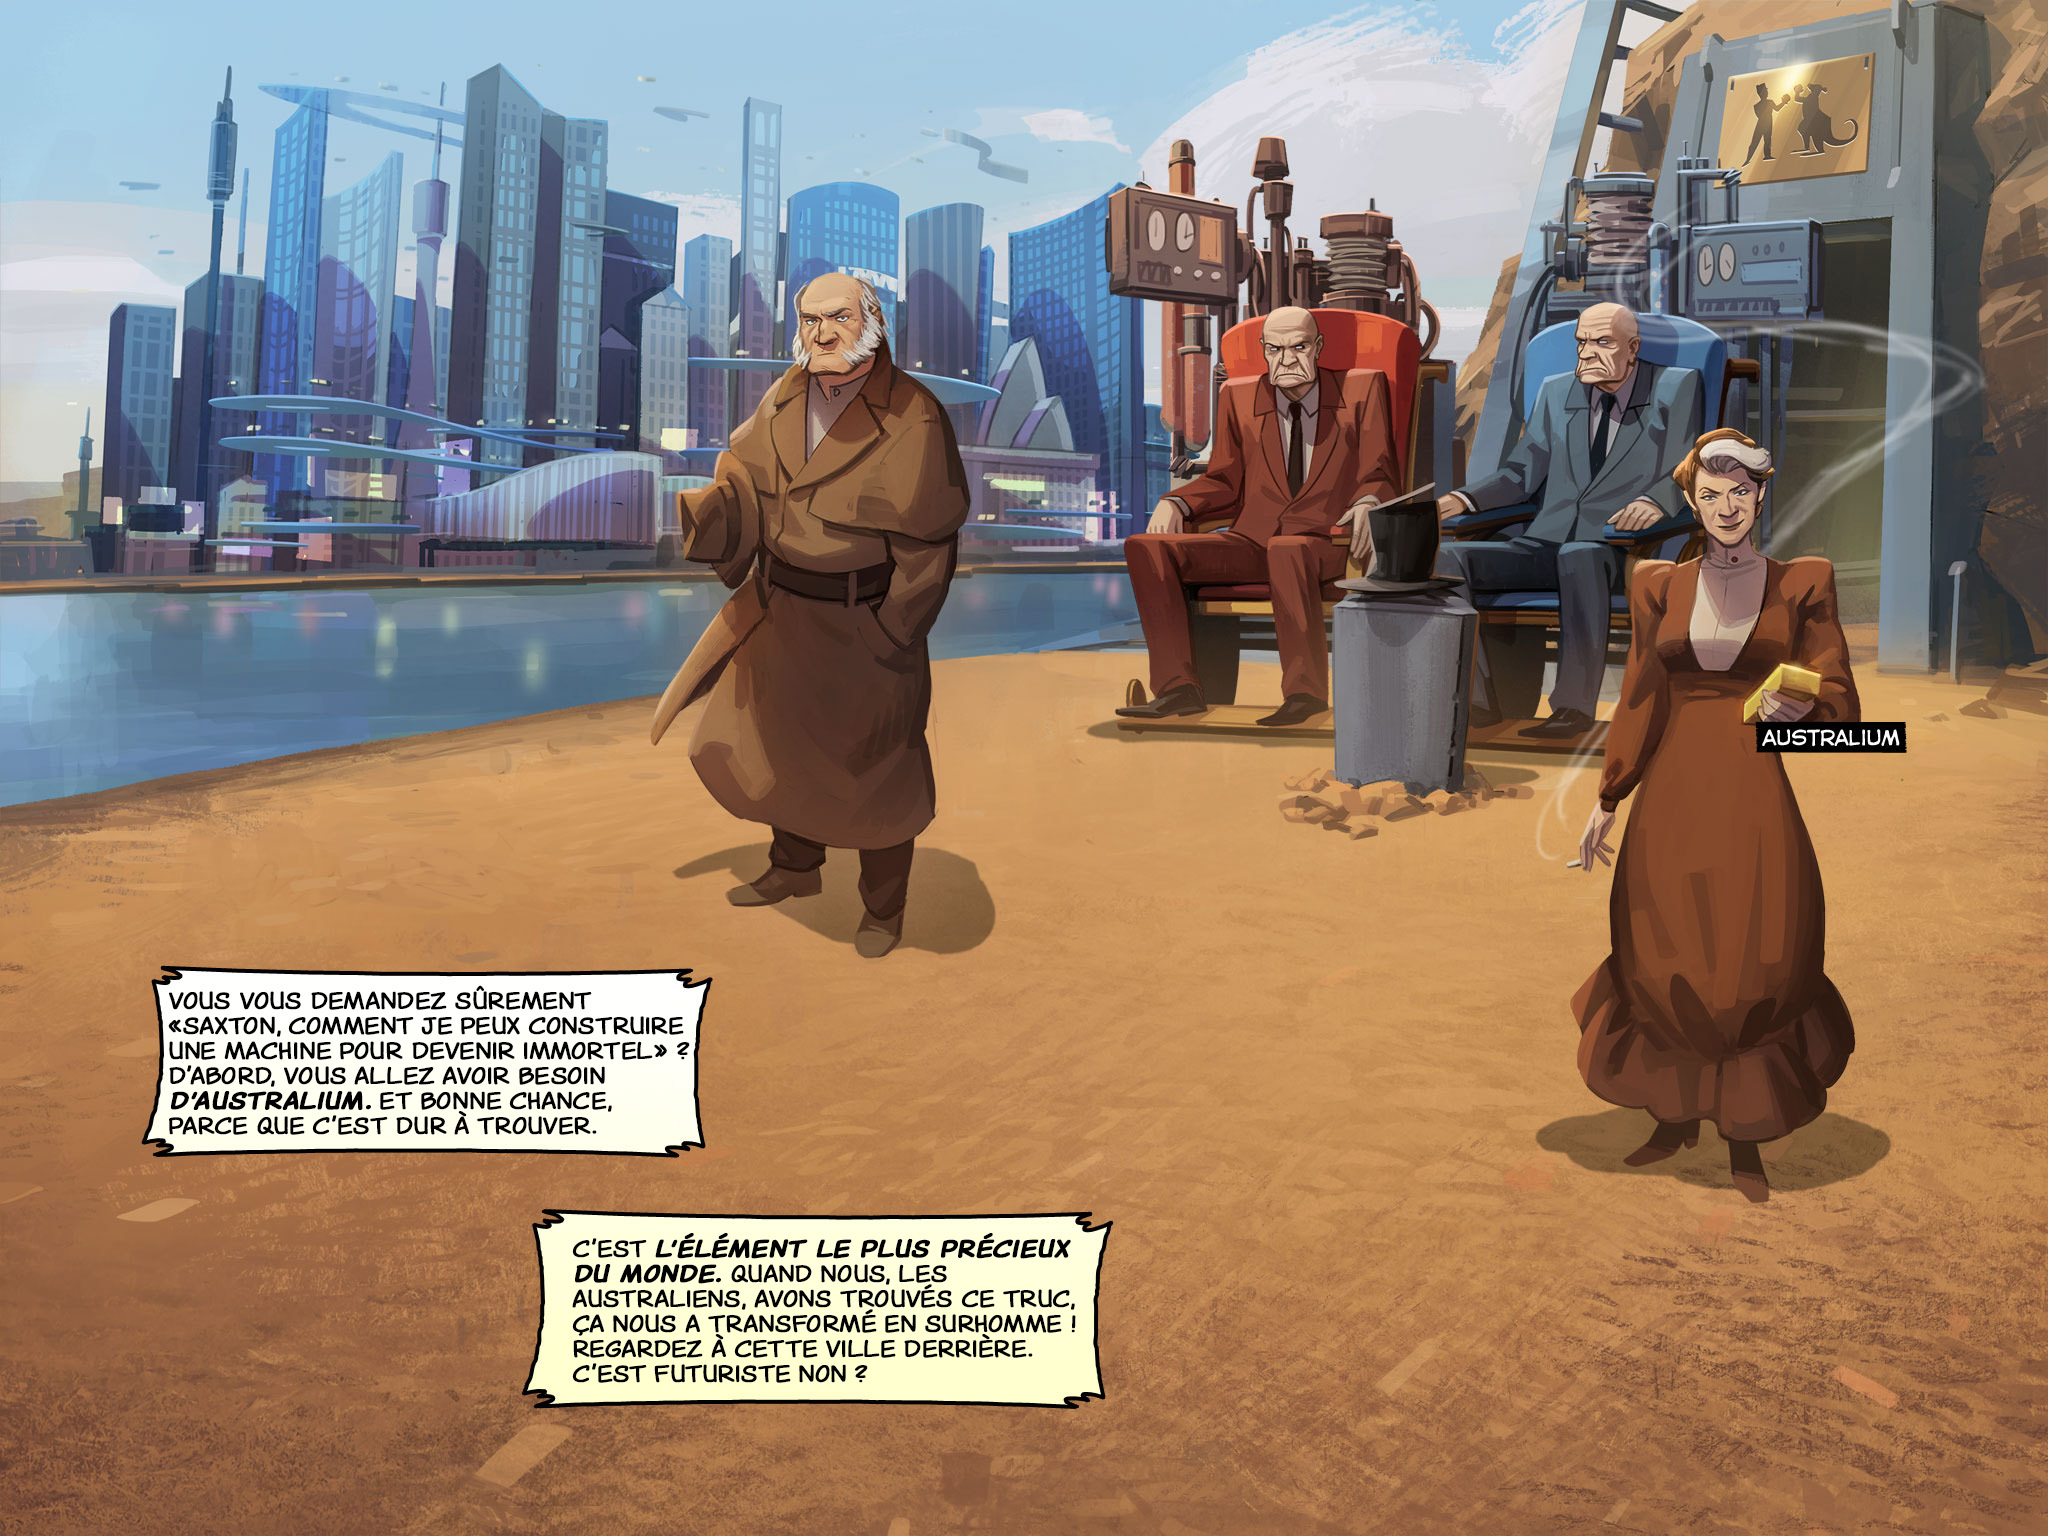 AUSTRALIUM
VOUS VOUS DEMANDEZ SÛREMENT
«SAXTON, COMMENT JE PEUX CONSTRUIRE
UNE MACHINE POUR DEVENIR IMMORTEL» ?
D'ABORD, VOUS ALLEZ AVOIR BESOIN
D'AUSTRALIUM. ET BONNE CHANCE,
PARCE QUE C'EST DUR À TROUVER.
C'EST L'ÉLÉMENT LE PLUS PRÉCIEUX
DU MONDE. QUAND NOUS, LES
AUSTRALIENS, AVONS TROUVÉS CE TRUC,
ÇA NOUS A TRANSFORMÉ EN SURHOMME !
REGARDEZ À CETTE VILLE DERRIÈRE.
C'EST FUTURISTE NON ?